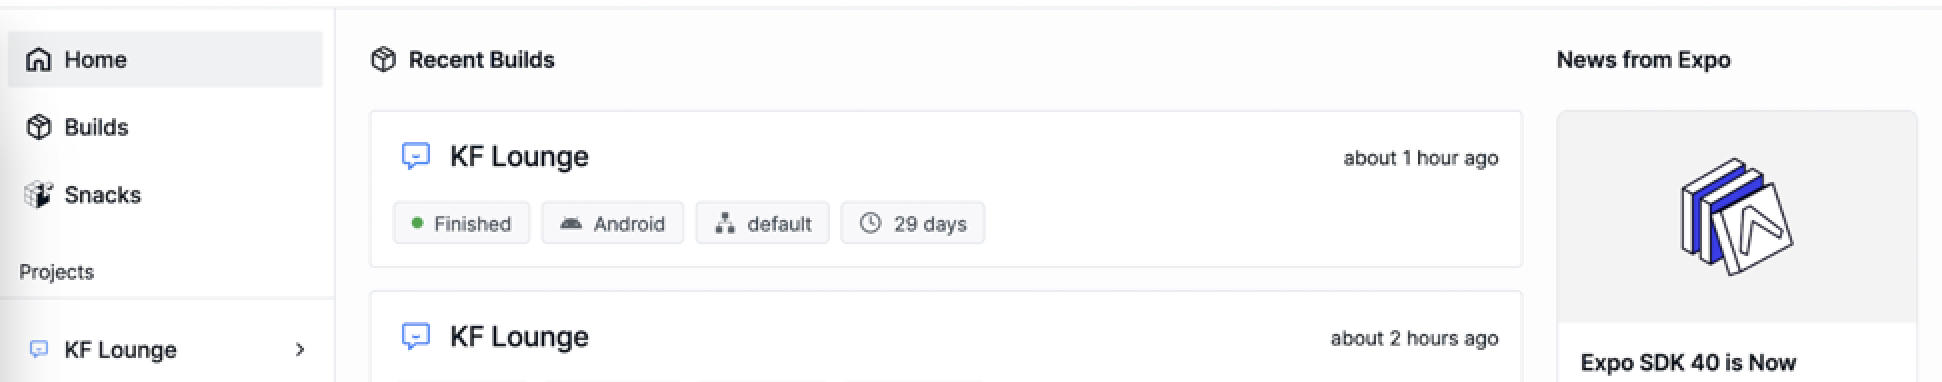 Home
Builds
Snacks
Projects
KF Lounge
Recent Builds
KF Lounge
about 1 hour ago
Finished
Android
default
29 days
KF Lounge
about 2 hours ago
News from Expo
Expo SDK 40 is Now